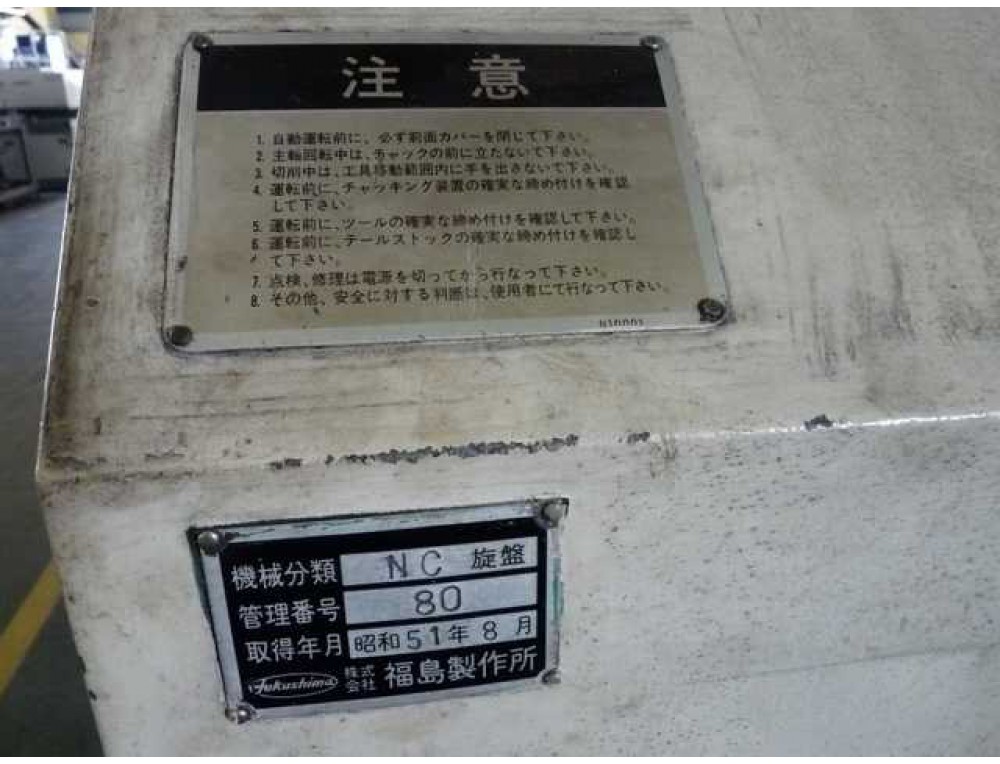 注意
1. 自動運転前に、必ず前面カバーを閉じて下さい。
2. 主軸回転中は、チャックの前に立たないで下さい。
3. 切削中は、工具移動範囲内に手を出さないで下さい。
4. 運転前に、チャッキング装置の確実な締め付けを確認
して下さい。
5. 運転前に、ツールの確実な締め付けを確認して下さい。
6. 運転前に、テールストックの確実な締め付けを確認し
て下さい。
7. 点検、修理は電源を切ってから行なって下さい。
8. その他、安全に対する判断は、使用者にて行なって下さい。
機械分類 NC 旋盤
管理番号 80
取得年月 昭和51年8月
Fukushima 株式会社 福島製作所